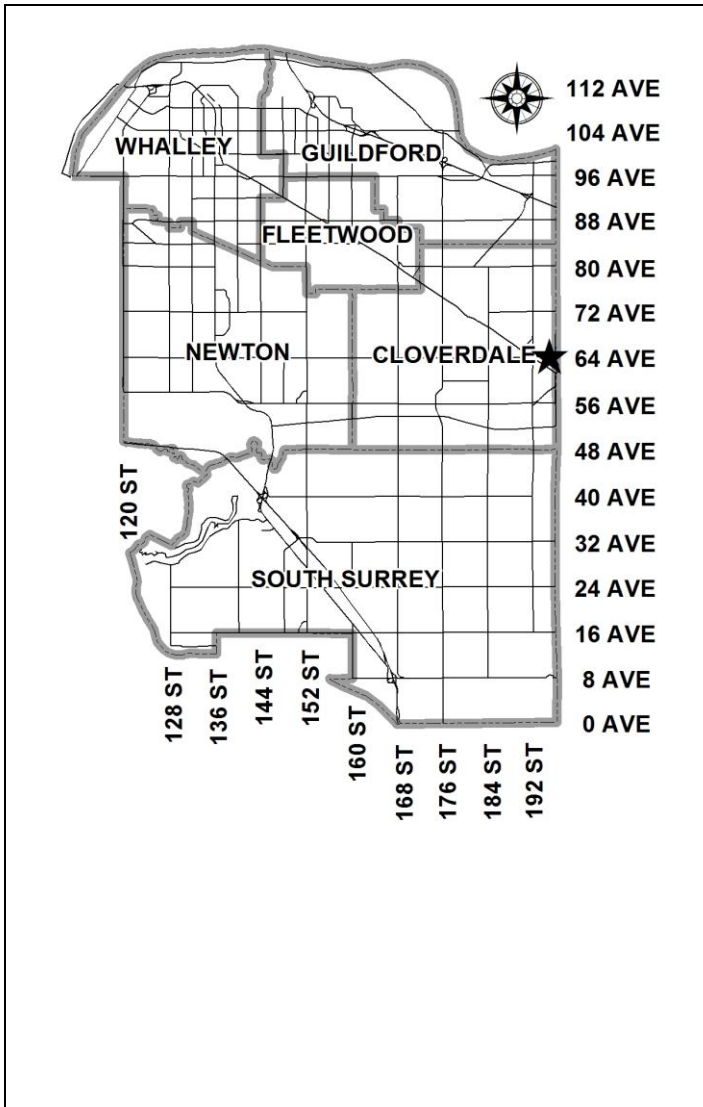 112 AVE
104 AVE
WHALLEY
GUILDFORD
96 AVE
88 AVE
FLEETWOOD
80 AVE
72 AVE
NEWTON
CLOVERDALE
64 AVE
56 AVE
48 AVE
120 ST
40 AVE
32 AVE
SOUTH SURREY
24 AVE
16 AVE
8 AVE
0 AVE
128 ST
136 ST
144 ST
152 ST
160 ST
168 ST
176 ST
184 ST
192 ST